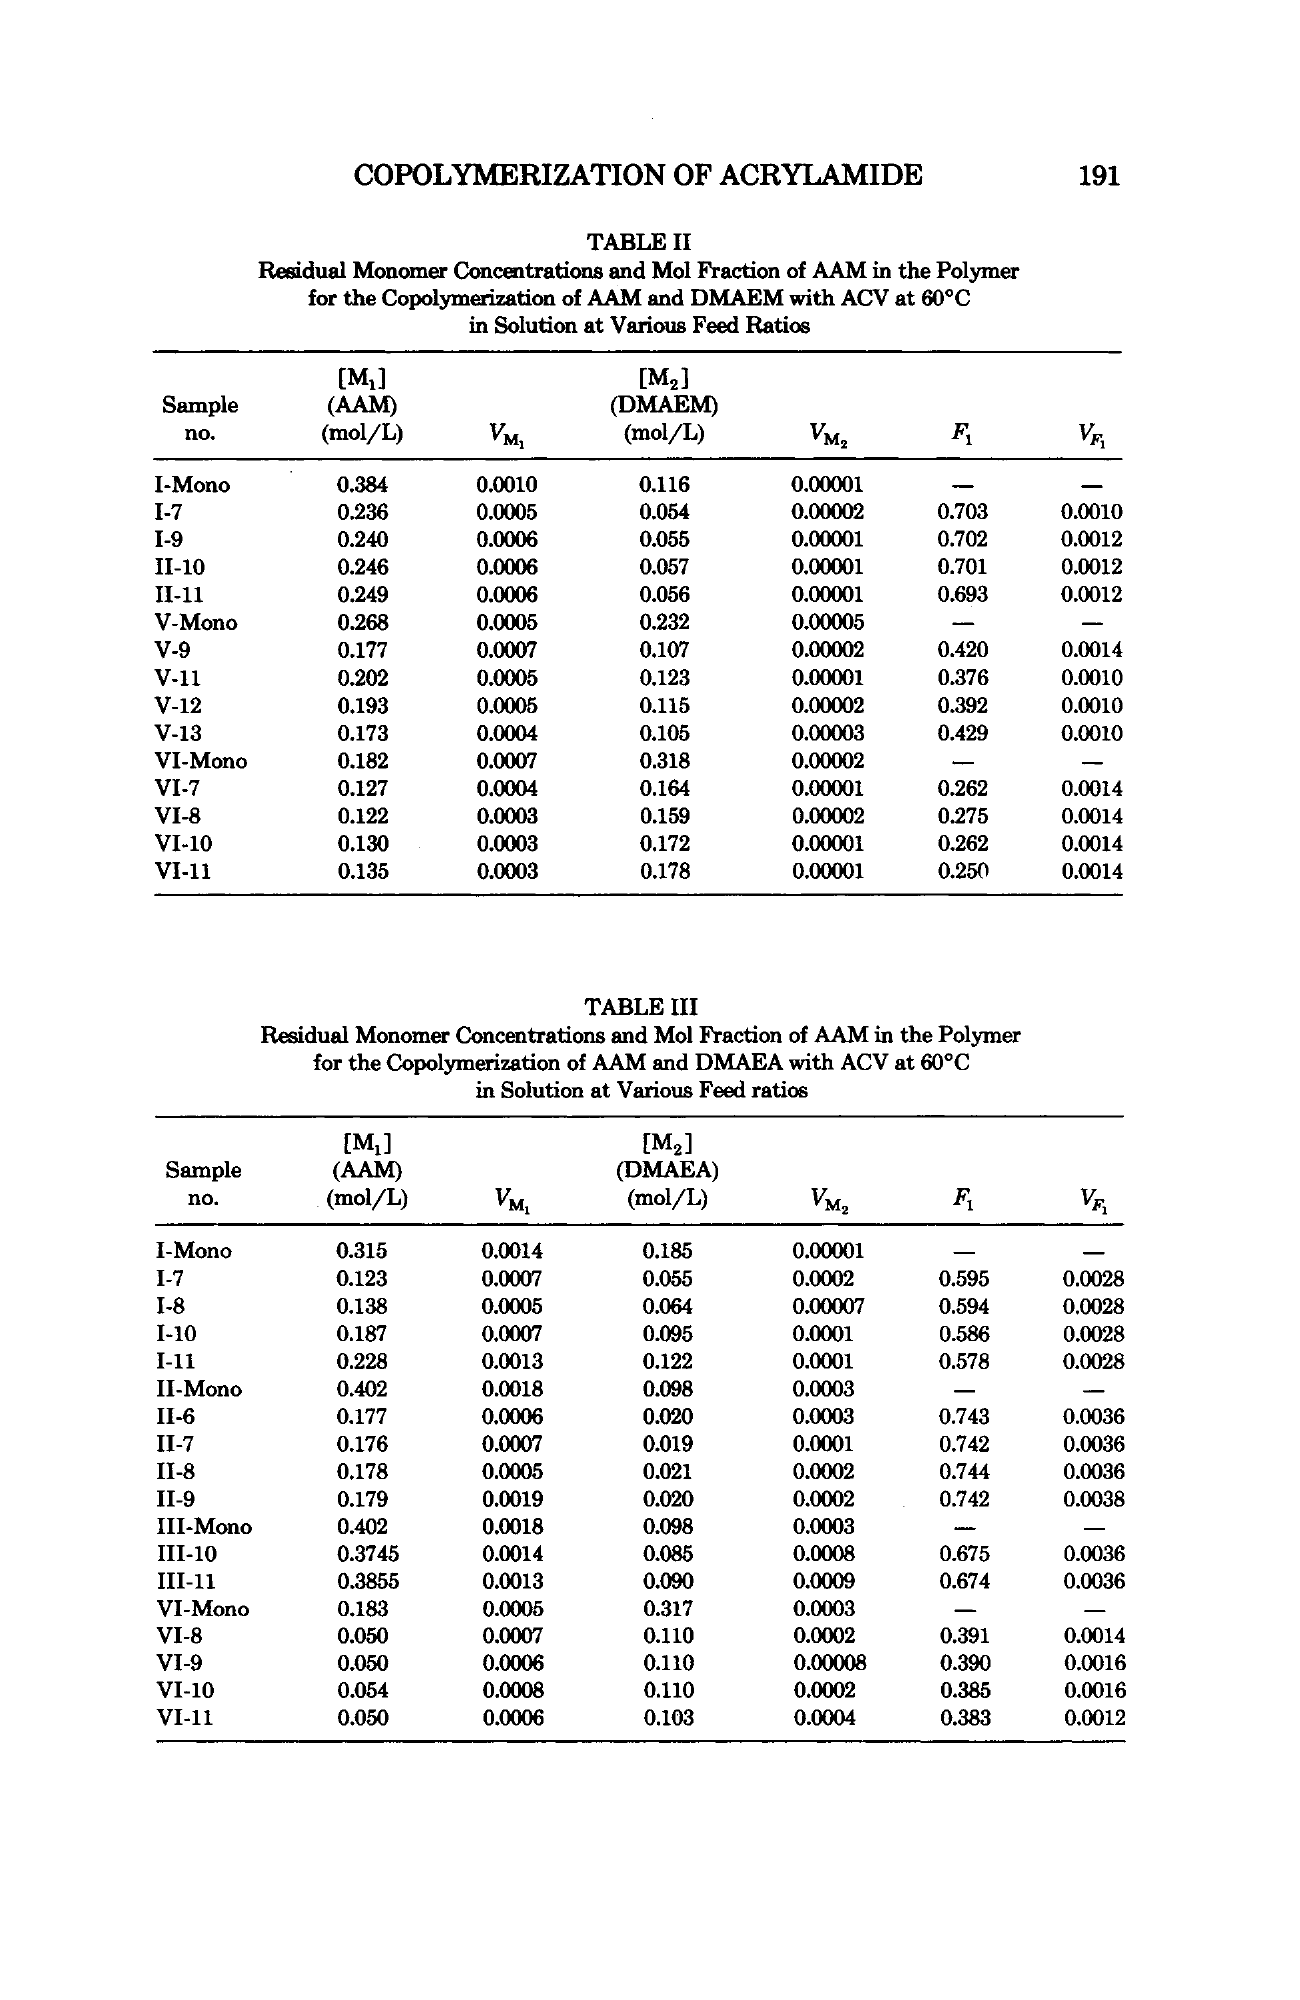 COPOLYMERIZATION OF ACRYLAMIDE 191
TABLE II
Residual Monomer Concentrations and Mol Fraction of AAM in the Polymer
for the Copolymerization of AAM and DMAEM with ACV at 60°C
in Solution at Various Feed Ratios
[M₁] [M₂]
Sample (AAM) (DMAEM)
no. (mol/L) V_M₁ (mol/L) V_M₂ F₁ V_F₁
I-Mono 0.384 0.0010 0.116 0.00001 — —
I-7 0.236 0.0005 0.054 0.00002 0.703 0.0010
I-9 0.240 0.0006 0.055 0.00001 0.702 0.0012
II-10 0.246 0.0006 0.057 0.00001 0.701 0.0012
II-11 0.249 0.0006 0.056 0.00001 0.693 0.0012
V-Mono 0.268 0.0005 0.232 0.00005 — —
V-9 0.177 0.0007 0.107 0.00002 0.420 0.0014
V-11 0.202 0.0005 0.123 0.00001 0.376 0.0010
V-12 0.193 0.0005 0.115 0.00002 0.392 0.0010
V-13 0.173 0.0004 0.105 0.00003 0.429 0.0010
VI-Mono 0.182 0.0007 0.318 0.00002 — —
VI-7 0.127 0.0004 0.164 0.00001 0.262 0.0014
VI-8 0.122 0.0003 0.159 0.00002 0.275 0.0014
VI-10 0.130 0.0003 0.172 0.00001 0.262 0.0014
VI-11 0.135 0.0003 0.178 0.00001 0.250 0.0014
TABLE III
Residual Monomer Concentrations and Mol Fraction of AAM in the Polymer
for the Copolymerization of AAM and DMAEA with ACV at 60°C
in Solution at Various Feed ratios
[M₁] [M₂]
Sample (AAM) (DMAEA)
no. (mol/L) V_M₁ (mol/L) V_M₂ F₁ V_F₁
I-Mono 0.315 0.0014 0.185 0.00001 — —
I-7 0.123 0.0007 0.055 0.0002 0.595 0.0028
I-8 0.138 0.0005 0.064 0.00007 0.594 0.0028
I-10 0.187 0.0007 0.095 0.0001 0.586 0.0028
I-11 0.228 0.0013 0.122 0.0001 0.578 0.0028
II-Mono 0.402 0.0018 0.098 0.0003 — —
II-6 0.177 0.0006 0.020 0.0003 0.743 0.0036
II-7 0.176 0.0007 0.019 0.0001 0.742 0.0036
II-8 0.178 0.0005 0.021 0.0002 0.744 0.0036
II-9 0.179 0.0019 0.020 0.0002 0.742 0.0038
III-Mono 0.402 0.0018 0.098 0.0003 — —
III-10 0.3745 0.0014 0.085 0.0008 0.675 0.0036
III-11 0.3855 0.0013 0.090 0.0009 0.674 0.0036
VI-Mono 0.183 0.0005 0.317 0.0003 — —
VI-8 0.050 0.0007 0.110 0.0002 0.391 0.0014
VI-9 0.050 0.0006 0.110 0.00008 0.390 0.0016
VI-10 0.054 0.0008 0.110 0.0002 0.385 0.0016
VI-11 0.050 0.0006 0.103 0.0004 0.383 0.0012